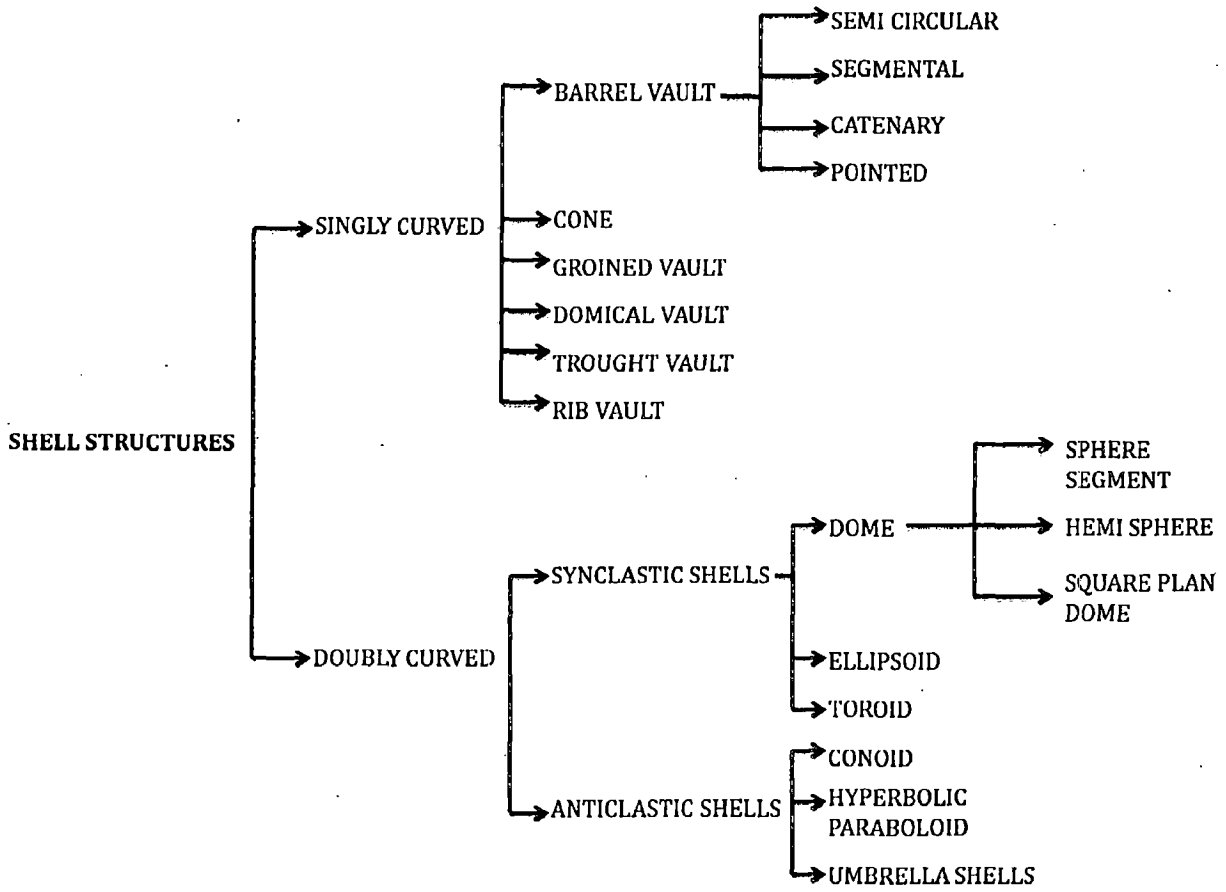 SEMI CIRCULAR
SEGMENTAL
BARREL VAULT
CATENARY
POINTED
SINGLY CURVED
CONE
GROINED VAULT
DOMICAL VAULT
TROUGHT VAULT
RIB VAULT
SHELL STRUCTURES
SPHERE
SEGMENT
DOME
HEMI SPHERE
SYNCLASTIC SHELLS
SQUARE PLAN
DOME
DOUBLY CURVED
ELLIPSOID
TOROID
CONOID
ANTICLASTIC SHELLS
HYPERBOLIC
PARABOLOID
UMBRELLA SHELLS